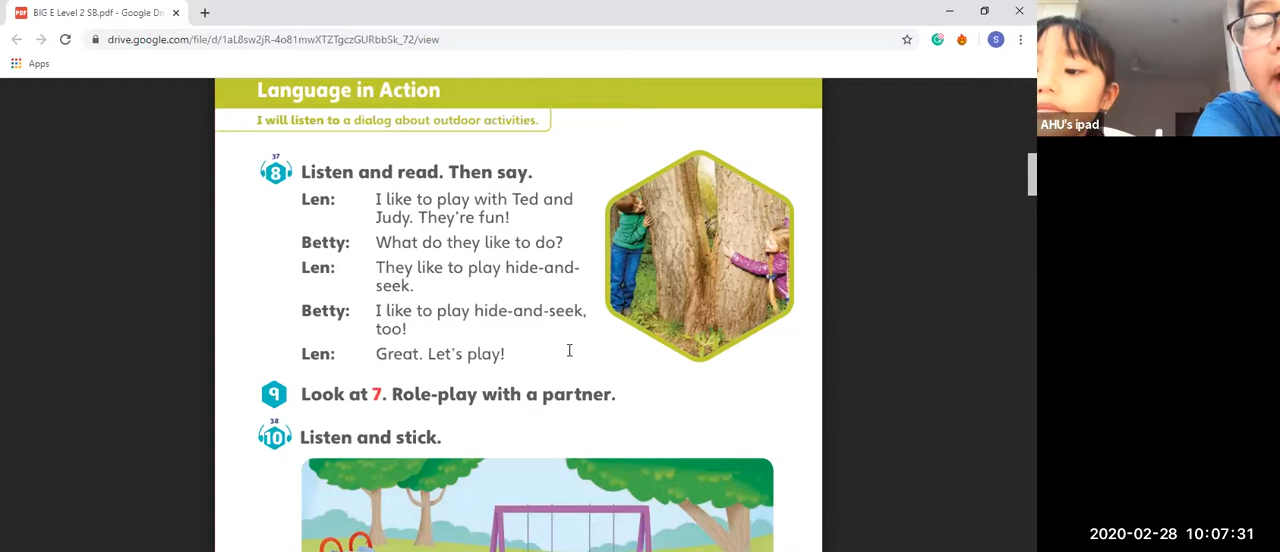 BIG E Level 2 SB.pdf - Google Dr
drive.google.com/file/d/1aL8sw2jR-4o81mwXTZTgczGURbbSk_72/view
S
Apps
AHU's ipad
Language in Action
I will listen to a dialog about outdoor activities.
37
8 Listen and read. Then say.
Len: I like to play with Ted and
Judy. They're fun!
Betty: What do they like to do?
Len: They like to play hide-and-
seek.
Betty: I like to play hide-and-seek,
too!
Len: Great. Let's play!
9 Look at 7. Role-play with a partner.
38
10 Listen and stick.
2020-02-28 10:07:31